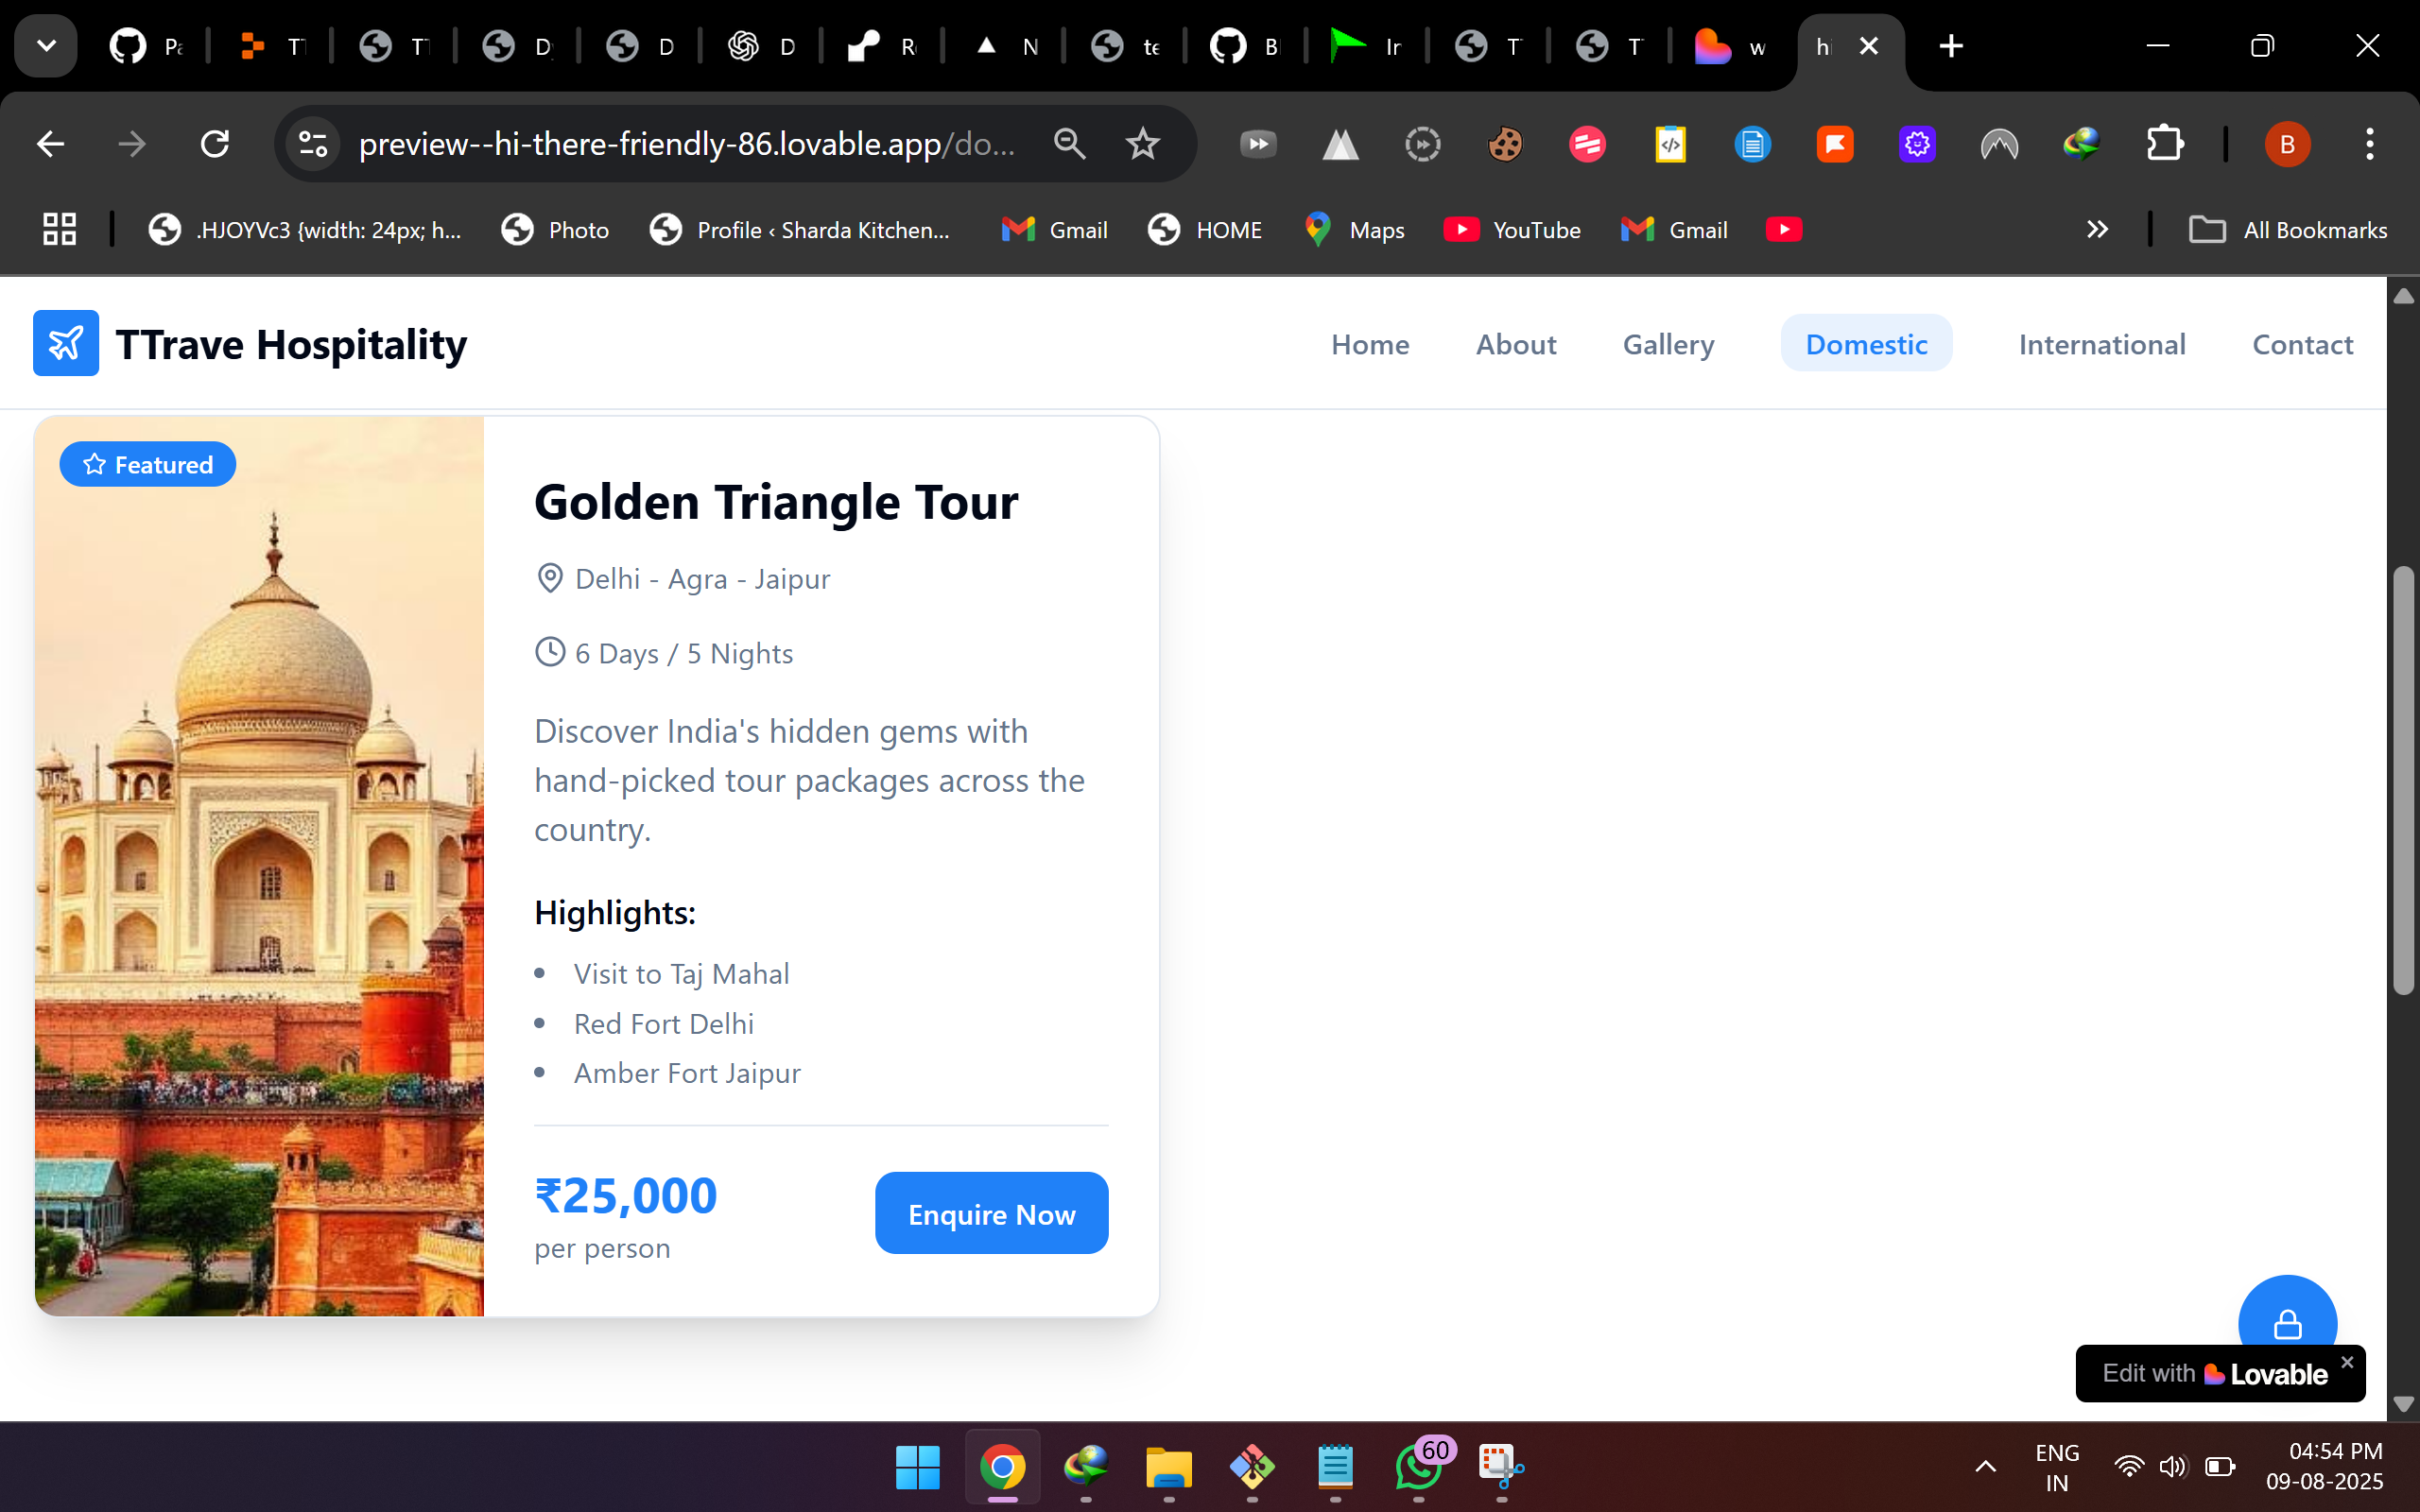 Pa
TT
TT
D
D
D
R
N
te
B
Ir
T
T
w
hi
preview--hi-there-friendly-86.lovable.app/do...
B
.HJOYVc3 {width: 24px; h...
Photo
Profile ‹ Sharda Kitchen...
Gmail
HOME
Maps
YouTube
Gmail
All Bookmarks
TTrave Hospitality
Home
About
Gallery
Domestic
International
Contact
Featured
Golden Triangle Tour
Delhi - Agra - Jaipur
6 Days / 5 Nights
Discover India's hidden gems with
hand-picked tour packages across the
country.
Highlights:
• Visit to Taj Mahal
• Red Fort Delhi
• Amber Fort Jaipur
₹25,000
per person
Enquire Now
Edit with Lovable
60
ENG
IN
04:54 PM
09-08-2025